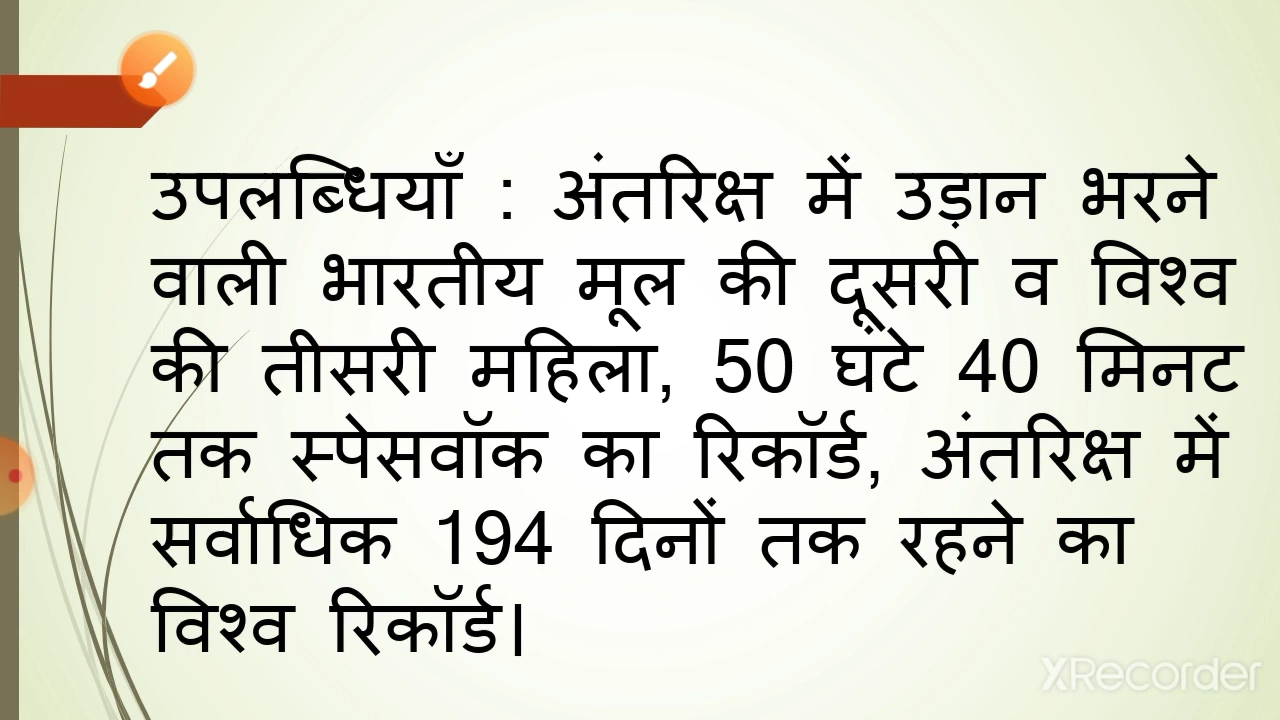 उपलब्धियाँ : अंतरिक्ष में उड़ान भरने
वाली भारतीय मूल की दूसरी व विश्व
की तीसरी महिला, 50 घंटे 40 मिनट
तक स्पेसवॉक का रिकॉर्ड, अंतरिक्ष में
सर्वाधिक 194 दिनों तक रहने का
विश्व रिकॉर्ड।
XRecorder